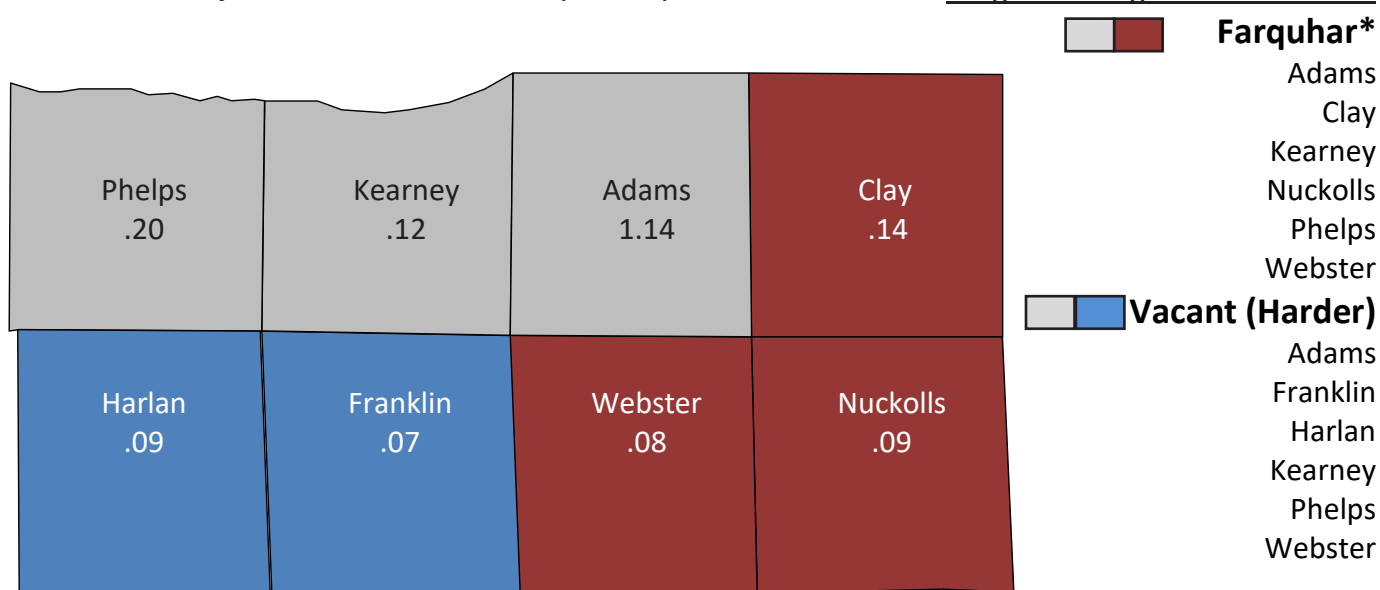 Farquhar*
Adams
Clay
Kearney
Nuckolls
Phelps
Webster
Vacant (Harder)
Adams
Franklin
Harlan
Kearney
Phelps
Webster
Phelps
.20
Kearney
.12
Adams
1.14
Clay
.14
Harlan
.09
Franklin
.07
Webster
.08
Nuckolls
.09